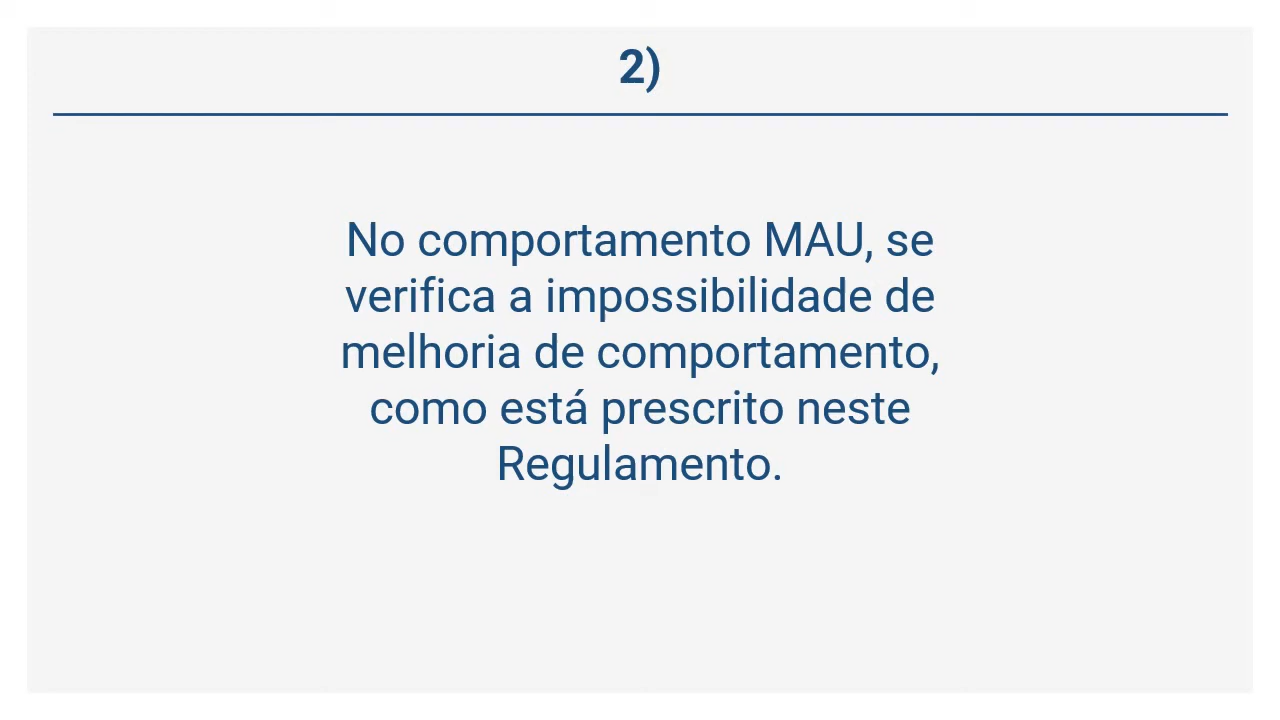 2)
No comportamento MAU, se
verifica a impossibilidade de
melhoria de comportamento,
como está prescrito neste
Regulamento.